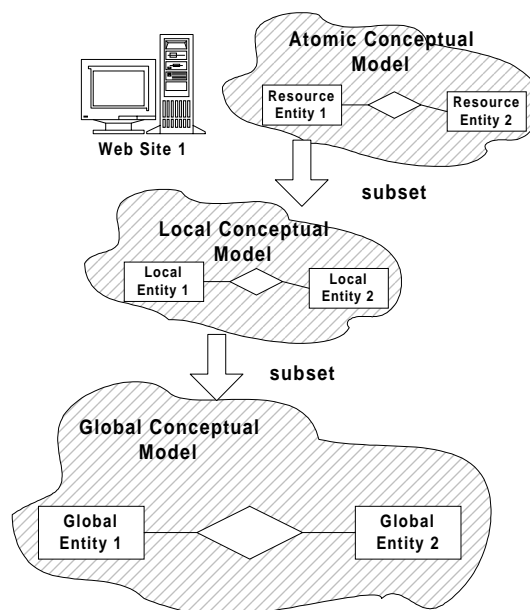 Atomic Conceptual
Model
Resource
Entity 1
Resource
Entity 2
Web Site 1
subset
Local Conceptual
Model
Local
Entity 1
Local
Entity 2
subset
Global Conceptual
Model
Global
Entity 1
Global
Entity 2